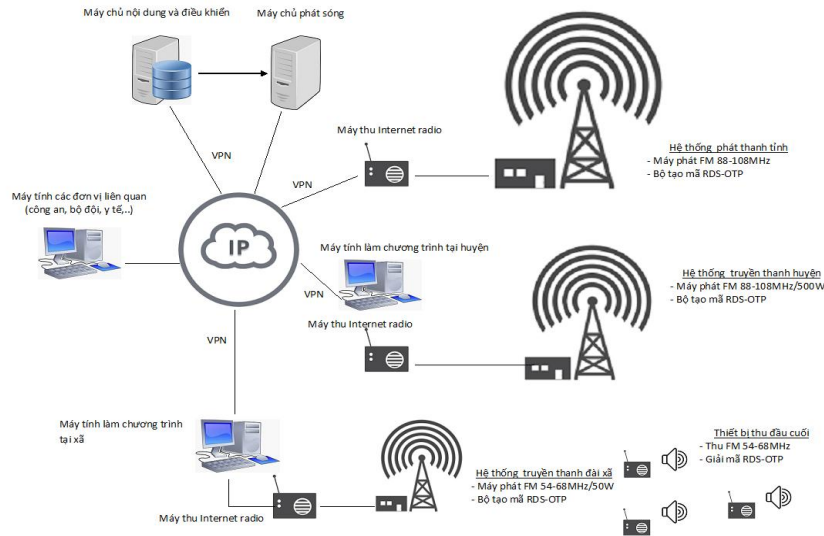 Máy chủ nội dung và điều khiển
Máy chủ phát sóng
VPN
Máy thu Internet radio
VPN
Hệ thống phát thanh tỉnh
- Máy phát FM 88-108MHz
- Bộ tạo mã RDS-OTP
Máy tính các đơn vị liên quan
(công an, bộ đội, y tế,..)
IP
Máy tính làm chương trình tại huyện
VPN
Máy thu Internet radio
Hệ thống truyền thanh huyện
- Máy phát FM 88-108MHz/500W
- Bộ tạo mã RDS-OTP
VPN
Máy tính làm chương trình
tại xã
Máy thu Internet radio
Hệ thống truyền thanh đài xã
- Máy phát FM 54-68MHz/50W
- Bộ tạo mã RDS-OTP
Thiết bị thu đầu cuối
- Thu FM 54-68MHz
- Giải mã RDS-OTP